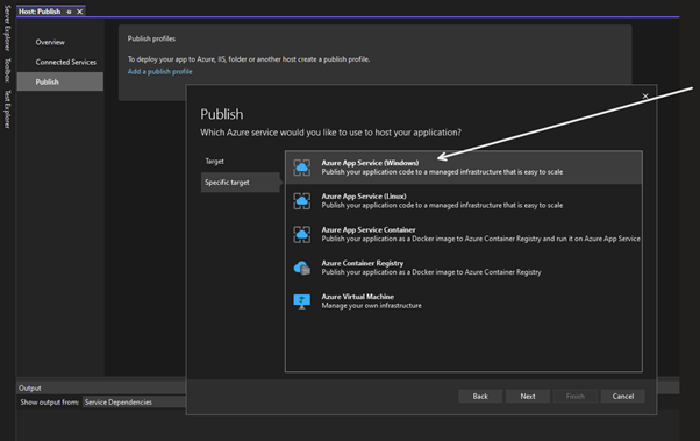 Server Explorer
Toolbox
Test Explorer
Host: Publish
Overview
Connected Services
Publish
Publish profiles:
To deploy your app to Azure, IIS, folder or another host create a publish profile.
Add a publish profile
Publish
Which Azure service would you like to use to host your application?
Target
Specific target
Azure App Service (Windows)
Publish your application code to a managed infrastructure that is easy to scale
Azure App Service (Linux)
Publish your application code to a managed infrastructure that is easy to scale
Azure App Service Container
Publish your application as a Docker image to Azure Container Registry and run it on Azure App Service
Azure Container Registry
Publish your application as a Docker image to Azure Container Registry
Azure Virtual Machine
Manage your own infrastructure
Back
Next
Finish
Cancel
Output
Show output from: Service Dependencies